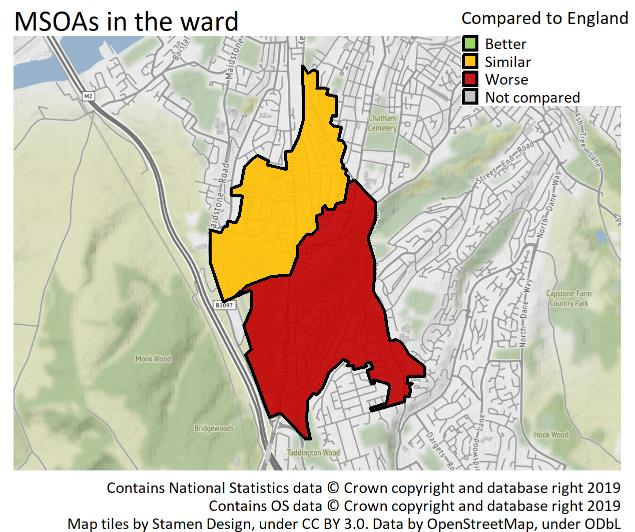 MSOAs in the ward
Compared to England
Better
Similar
Worse
Not compared
M2
Chatham
Cemetery
Street-End-Road
North-Dane-Way
North-Dane-Way
Capstone Farm
Country Park
B2097
Monk Wood
Bridgewoods
Taddington Wood
Hook Wood
Contains National Statistics data © Crown copyright and database right 2019
Contains OS data © Crown copyright and database right 2019
Map tiles by Stamen Design, under CC BY 3.0. Data by OpenStreetMap, under ODbL